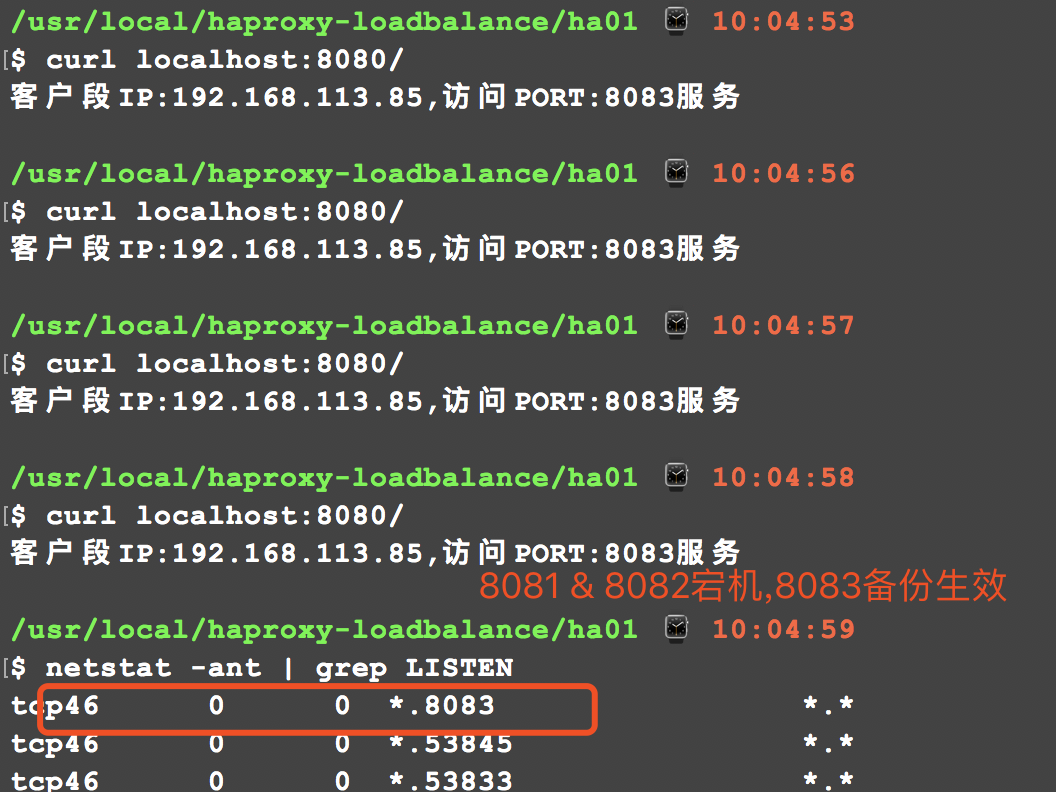 /usr/local/haproxy-loadbalance/ha01 ⌚ 10:04:53
[$ curl localhost:8080/
客户段IP:192.168.113.85,访问PORT:8083服务
/usr/local/haproxy-loadbalance/ha01 ⌚ 10:04:56
[$ curl localhost:8080/
客户段IP:192.168.113.85,访问PORT:8083服务
/usr/local/haproxy-loadbalance/ha01 ⌚ 10:04:57
[$ curl localhost:8080/
客户段IP:192.168.113.85,访问PORT:8083服务
/usr/local/haproxy-loadbalance/ha01 ⌚ 10:04:58
[$ curl localhost:8080/
客户段IP:192.168.113.85,访问PORT:8083服务
8081 & 8082宕机,8083备份生效
/usr/local/haproxy-loadbalance/ha01 ⌚ 10:04:59
[$ netstat -ant | grep LISTEN
tcp46 0 0 *.8083 *.*
tcp46 0 0 *.53845 *.*
tcp46 0 0 *.53833 *.*